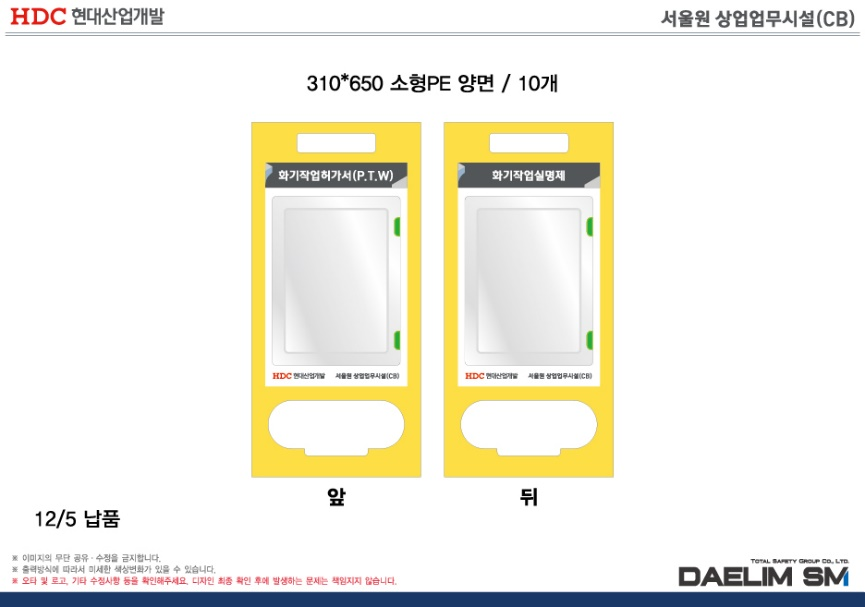 HDC 현대산업개발
서울원 상업업무시설(CB)
310*650 소형PE 양면 / 10개
화기작업허가서(P.T.W)
화기작업실명제
HDC 현대산업개발 서울원 상업업무시설(CB)
HDC 현대산업개발 서울원 상업업무시설(CB)
앞
뒤
12/5 납품
※ 이미지의 무단 공유 · 수정을 금지합니다.
※ 출력방식에 따라서 미세한 색상변화가 있을 수 있습니다.
※ 오타 및 로고, 기타 수정사항 등을 확인해주세요. 디자인 최종 확인 후에 발생하는 문제는 책임지지 않습니다.
TOTAL SAFETY GROUP CO., LTD.
DAELIM SM